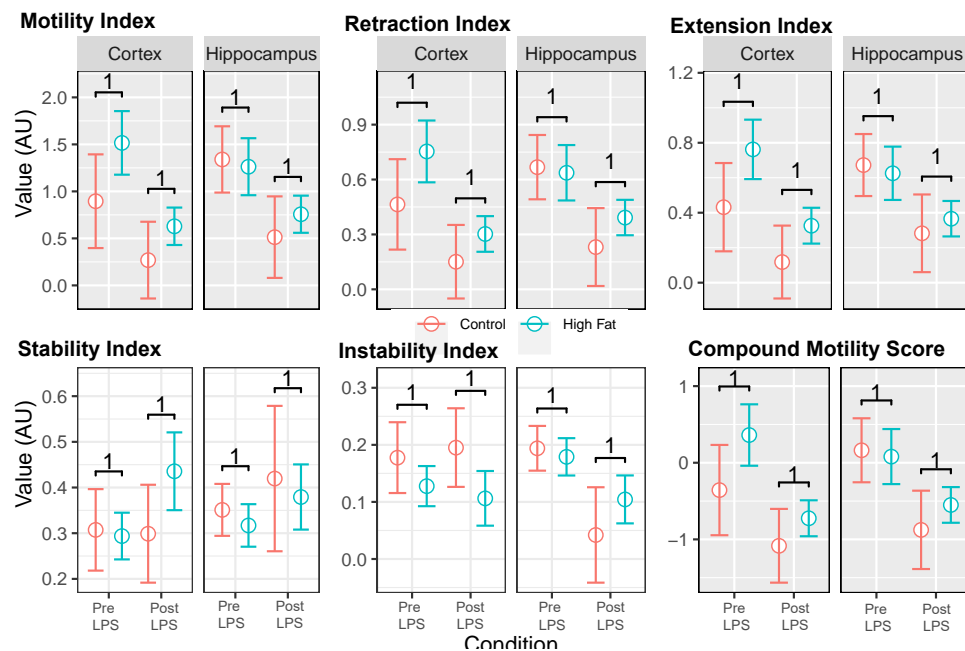 Motility Index
Retraction Index
Extension Index
Cortex
Hippocampus
Cortex
Hippocampus
Cortex
Hippocampus
Value (AU)
2.0
1.5
1.0
0.5
0.0
1
1
1
1
0.9
0.6
0.3
0.0
1
1
1
1
1.2
0.8
0.4
0.0
1
1
1
1
Control
High Fat
Stability Index
Instability Index
Compound Motility Score
Value (AU)
0.6
0.5
0.4
0.3
0.2
1
1
1
1
0.3
0.2
0.1
0.0
1
1
1
1
1
0
−1
1
1
1
1
Pre
LPS
Post
LPS
Pre
LPS
Post
LPS
Pre
LPS
Post
LPS
Pre
LPS
Post
LPS
Pre
LPS
Post
LPS
Pre
LPS
Post
LPS
Condition